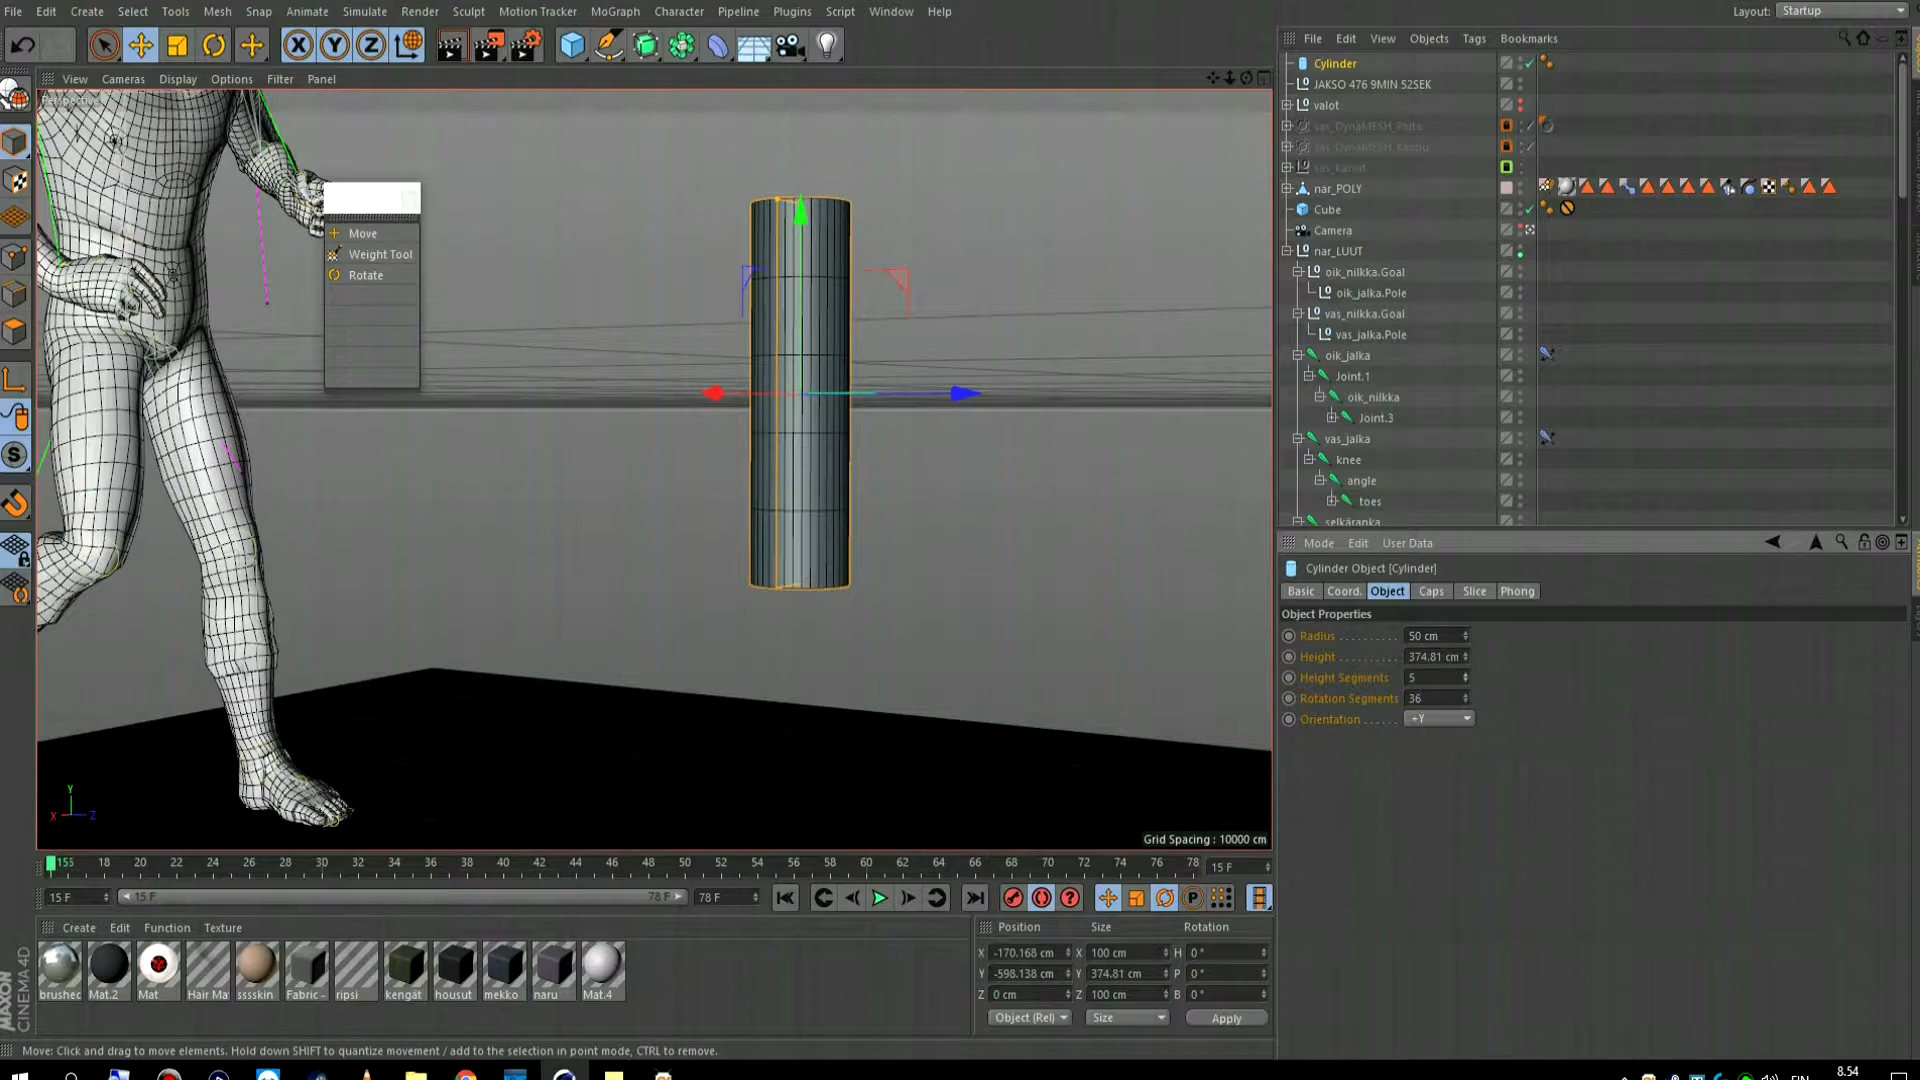 File Edit Create Select Tools Mesh Snap Animate Simulate Render Sculpt Motion Tracker MoGraph Character Pipeline Plugins Script Window Help
Layout: Startup
File Edit View Objects Tags Bookmarks
View Cameras Display Options Filter Panel
Perspective
Move
Weight Tool
Rotate
Cylinder
JAKSO 476 9MIN 52SEK
valot
nar_POLY
Cube
Camera
nar_LUUT
oik_nilkka.Goal
oik_jalka.Pole
vas_nilkka.Goal
vas_jalka.Pole
oik_jalka
Joint.1
oik_nilkka
Joint.3
vas_jalka
knee
angle
toes
selkäranka
Mode Edit User Data
Cylinder Object [Cylinder]
Basic Coord. Object Caps Slice Phong
Object Properties
Radius 50 cm
Height 374.81 cm
Height Segments 5
Rotation Segments 36
Orientation +Y
Y
X Z
Grid Spacing : 10000 cm
155 18 20 22 24 26 28 30 32 34 36 38 40 42 44 46 48 50 52 54 56 58 60 62 64 66 68 70 72 74 76 78 15 F
15 F 15 F 78 F 78 F
Create Edit Function Texture
brushed Mat.2 Mat Hair Ma ssskin Fabric - ripsi kengat housut mekko naru Mat.4
Position Size Rotation
X -170.168 cm X 100 cm H 0 °
Y -598.138 cm Y 374.81 cm P 0 °
Z 0 cm Z 100 cm B 0 °
Object (Rel) Size Apply
MAXON
CINEMA 4D
Move: Click and drag to move elements. Hold down SHIFT to quantize movement / add to the selection in point mode, CTRL to remove.
FIN
8.54